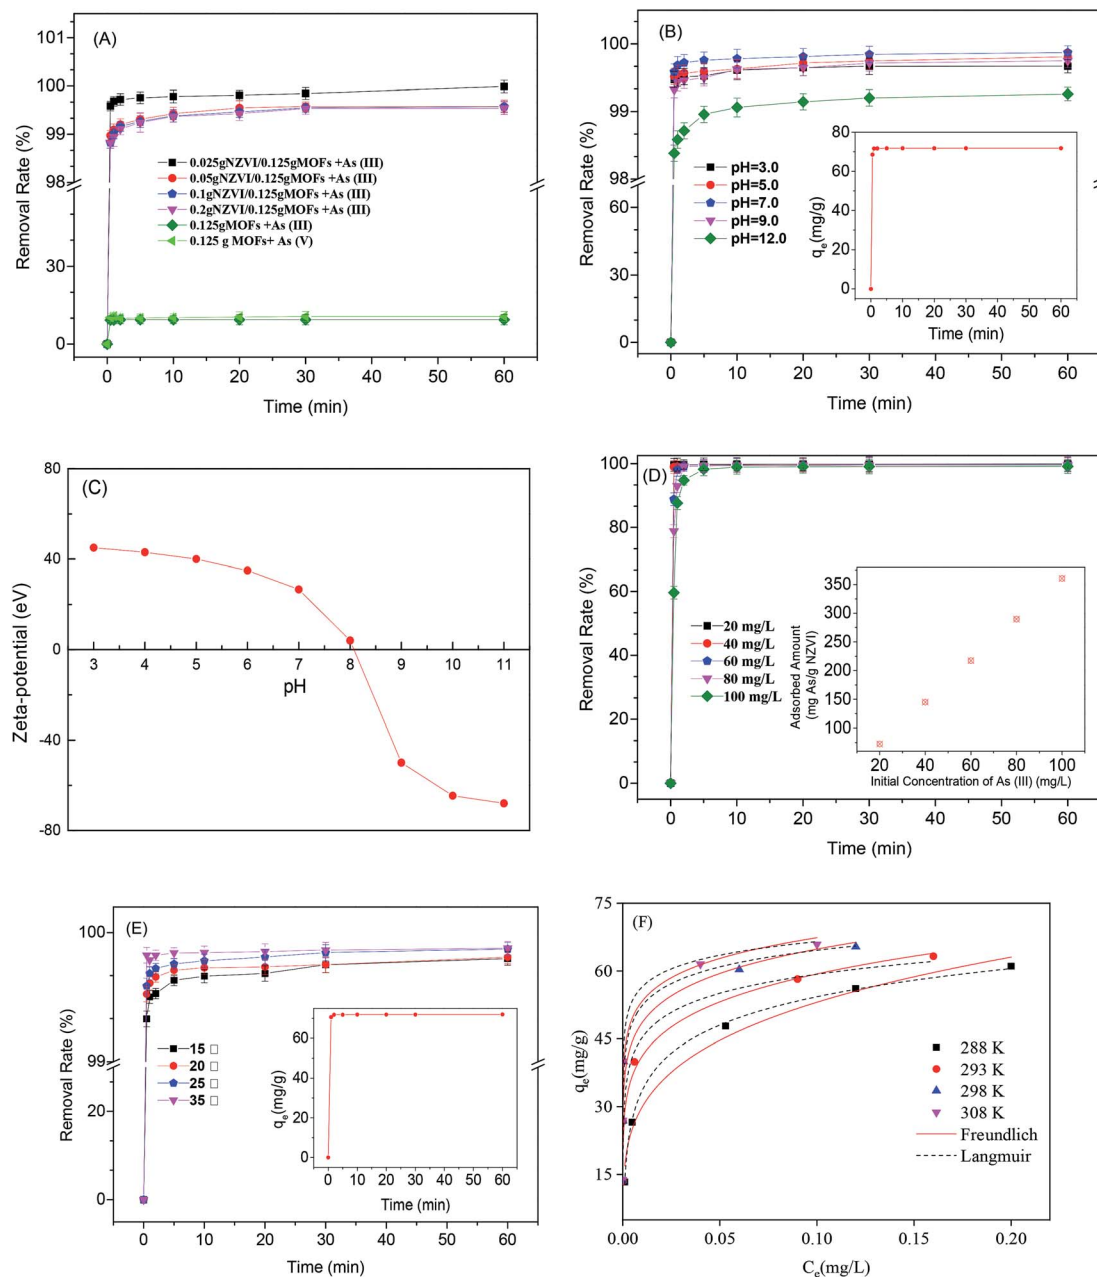 (A)
Removal Rate (%)
101
100
99
98
30
0
0.025gNZVI/0.125gMOFs +As (III)
0.05gNZVI/0.125gMOFs +As (III)
0.1gNZVI/0.125gMOFs +As (III)
0.2gNZVI/0.125gMOFs +As (III)
0.125gMOFs +As (III)
0.125 g MOFs+ As (V)
0 10 20 30 40 50 60
Time (min)
(B)
Removal Rate (%)
100
99
98
60
30
0
pH=3.0
pH=5.0
pH=7.0
pH=9.0
pH=12.0
qe(mg/g)
80
60
40
20
0
0 10 20 30 40 50 60
Time (min)
0 10 20 30 40 50 60
Time (min)
(C)
Zeta-potential (eV)
80
40
0
-40
-80
3 4 5 6 7 8 9 10 11
pH
(D)
Removal Rate (%)
100
80
60
40
20
0
20 mg/L
40 mg/L
60 mg/L
80 mg/L
100 mg/L
Adsorbed Amount
(mg As/g NZVI)
350
300
250
200
150
100
20 40 60 80 100
Initial Concentration of As (III) (mg/L)
0 10 20 30 40 50 60
Time (min)
(E)
Removal Rate (%)
100
99
40
20
0
15 □
20 □
25 □
35 □
qe(mg/g)
80
60
40
20
0
0 10 20 30 40 50 60
Time (min)
0 10 20 30 40 50 60
Time (min)
(F)
qe(mg/g)
75
60
45
30
15
288 K
293 K
298 K
308 K
Freundlich
Langmuir
0.00 0.05 0.10 0.15 0.20
Ce(mg/L)